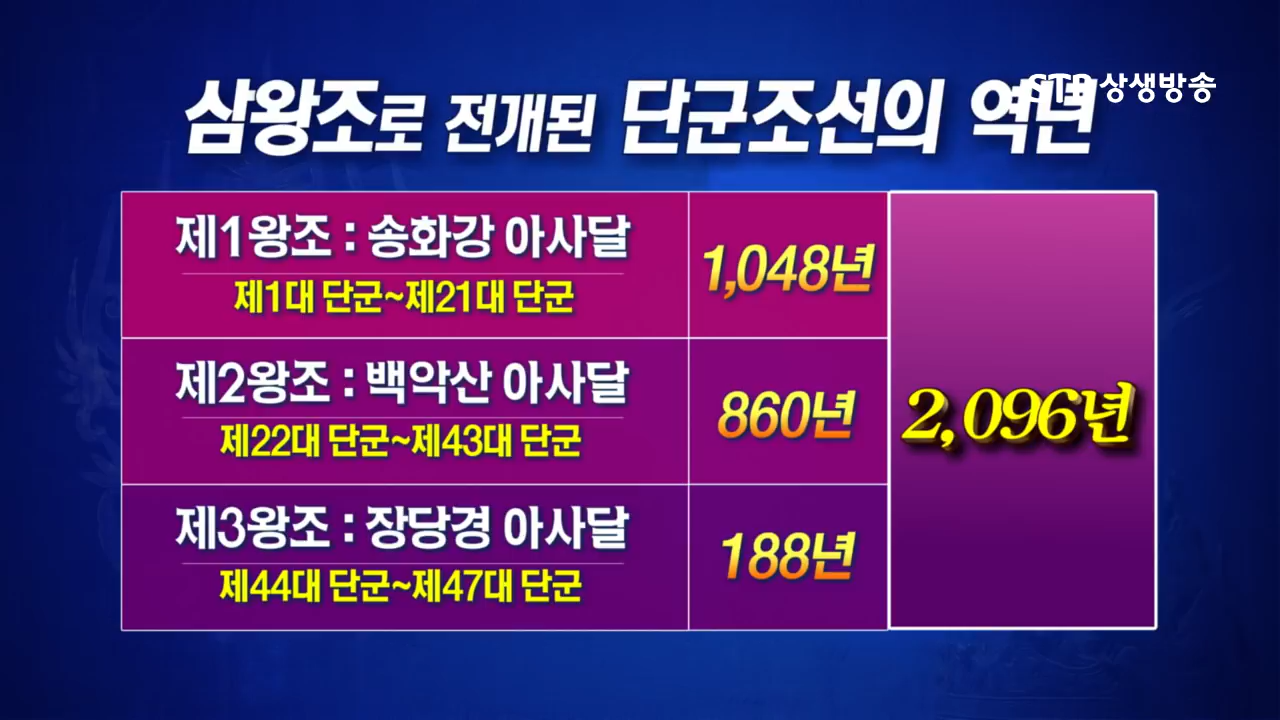 STB 상생방송
삼왕조로 전개된 단군조선의 역년
제1왕조 : 송화강 아사달
제1대 단군~제21대 단군
1,048년
제2왕조 : 백악산 아사달
제22대 단군~제43대 단군
860년
제3왕조 : 장당경 아사달
제44대 단군~제47대 단군
188년
2,096년